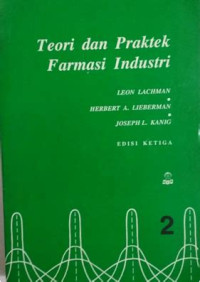 Teori dan Praktek
Farmasi Industri
LEON LACHMAN
HERBERT A. LIEBERMAN
JOSEPH L. KANIG
EDISI KETIGA
2